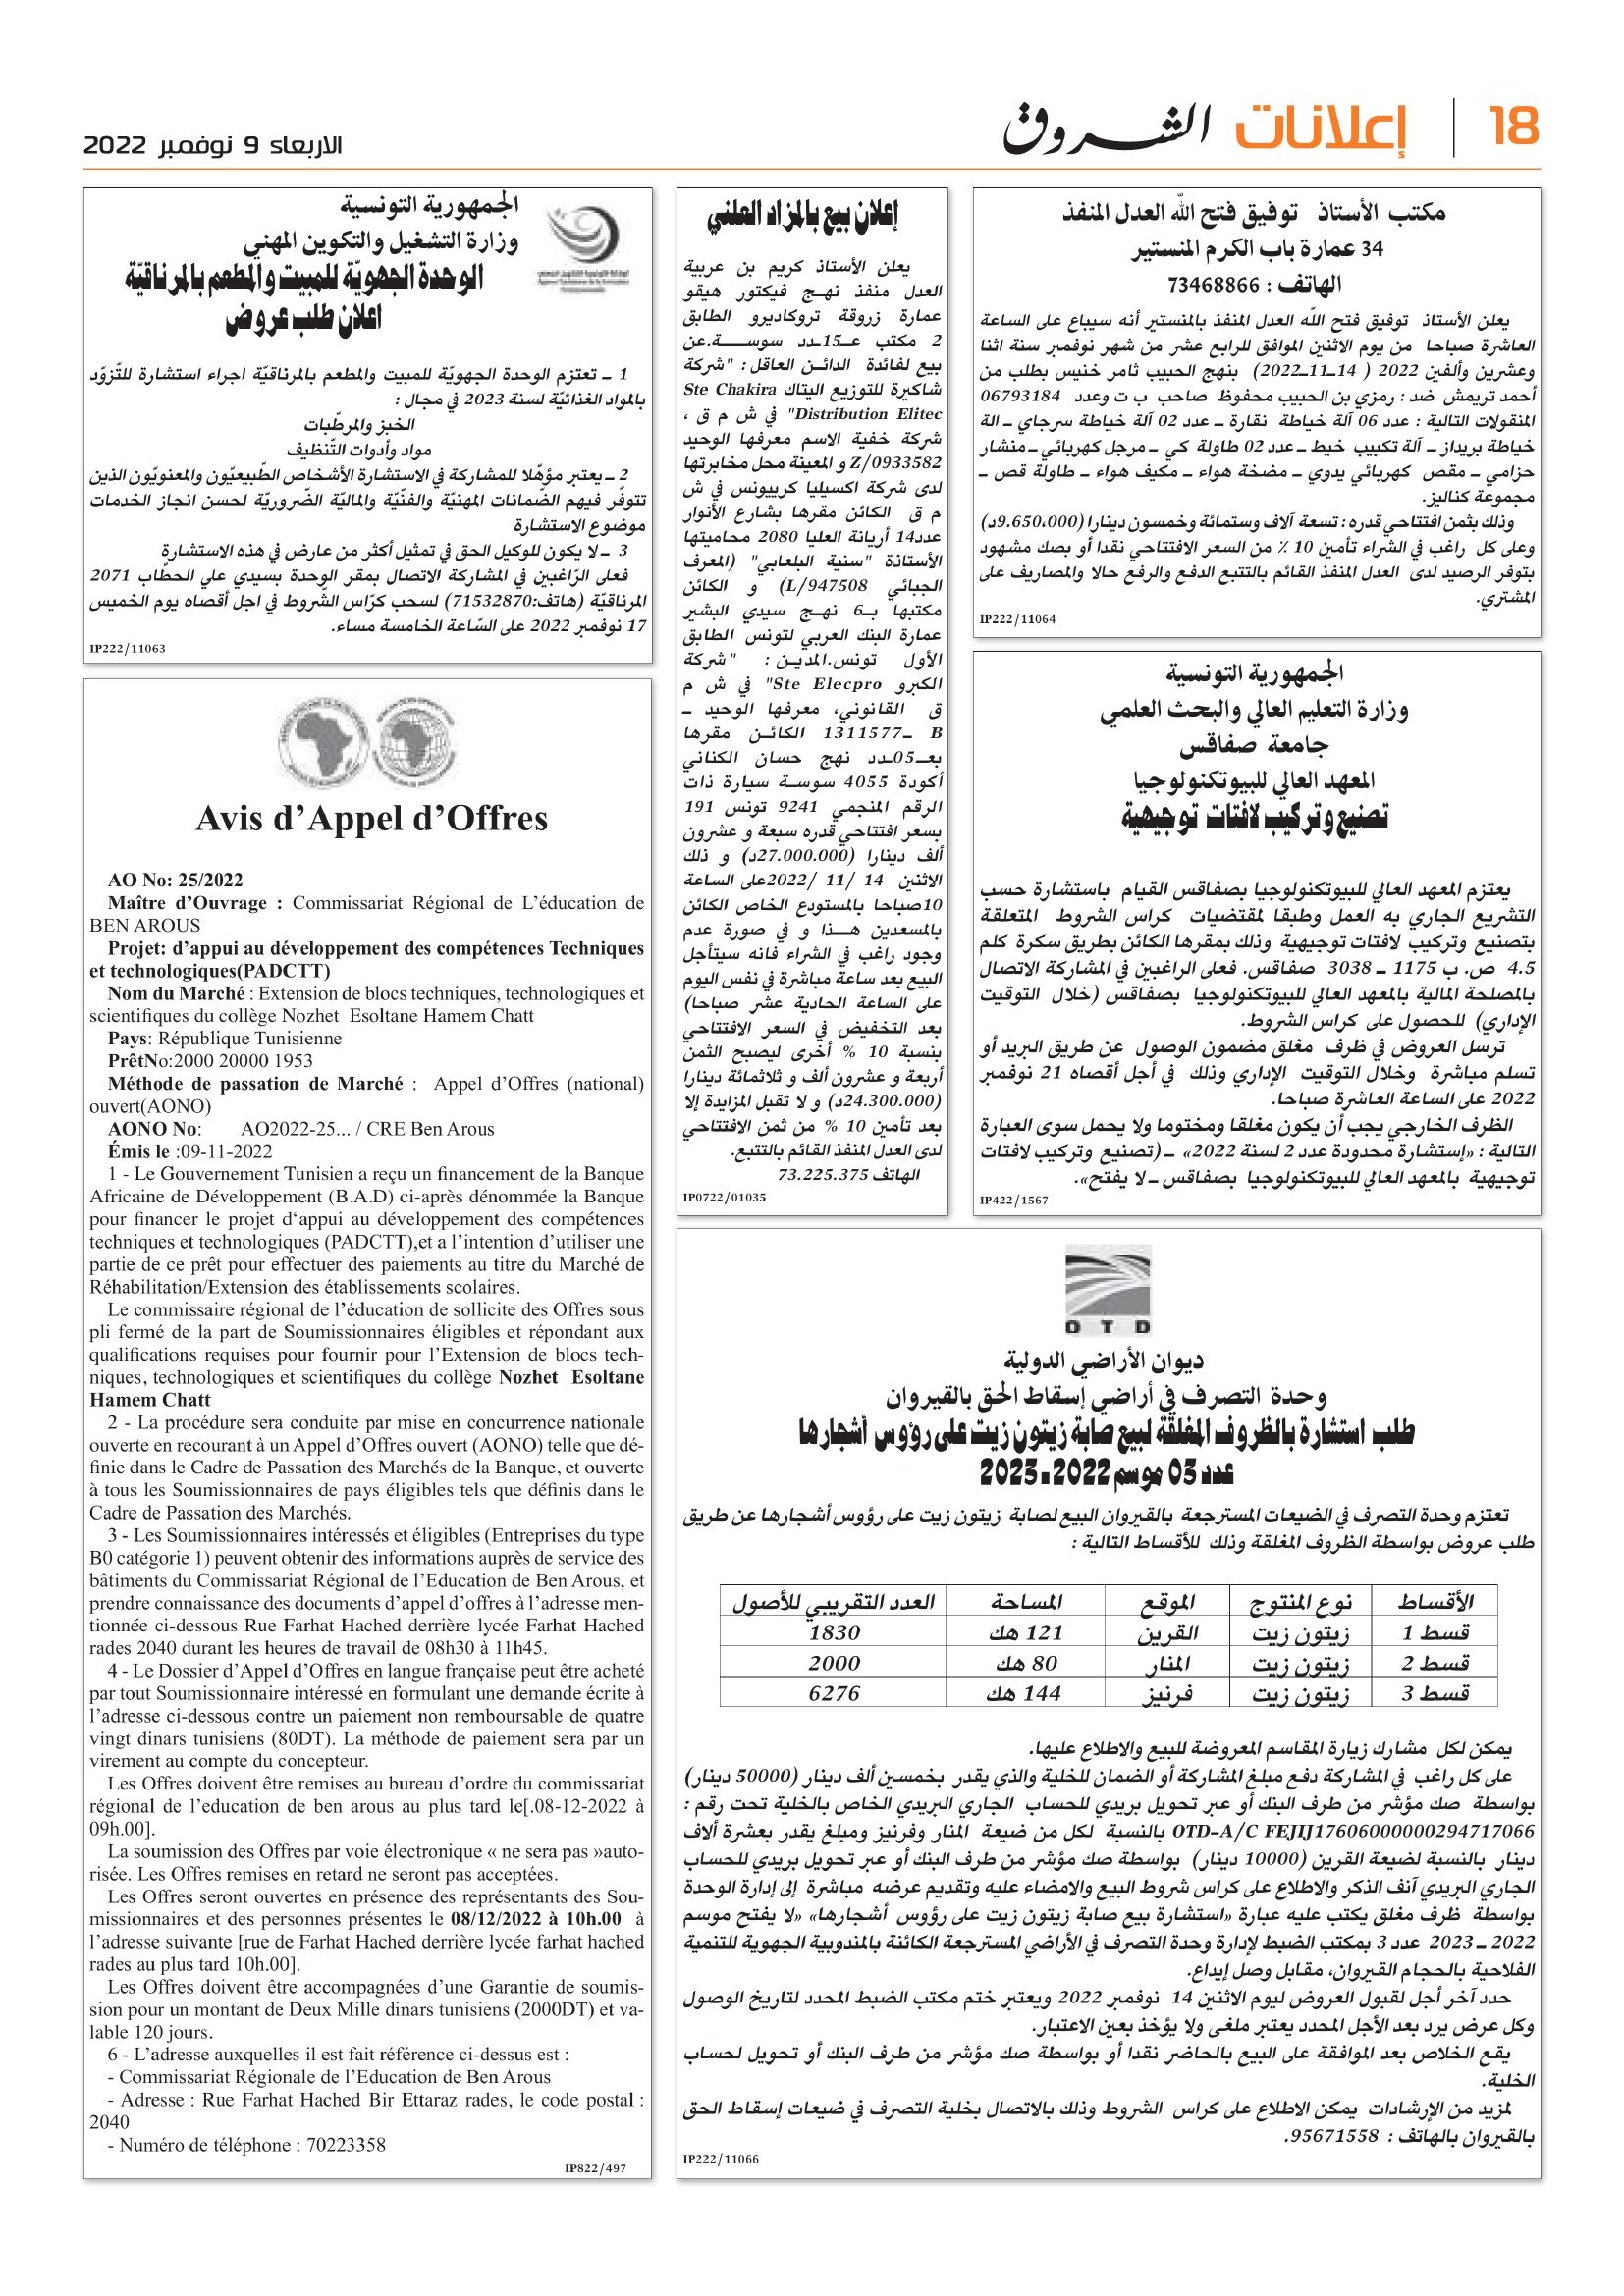 18
إعلانات
الشروق
الاربعاء 9 نوفمبر 2022
مكتب الأستاذ توفيق فتح الله العدل المنفذ
34 عمارة باب الكرم المنستير
الهاتف : 73468866
يعلن الأستاذ توفيق فتح اللّه العدل المنفذ بالمنستير أنه سيباع على الساعة
العاشرة صباحا من يوم الاثنين الموافق للرابع عشر من شهر نوفمبر سنة اثنا
وعشرين وألفين 2022 ( 14ـ11ـ2022) بنهج الحبيب ثامر خنيس بطلب من
أحمد تريمش ضد : رمزي بن الحبيب محفوظ صاحب ب ت وعدد 06793184
المنقولات التالية : عدد 06 آلة خياطة نقارة ـ عدد 02 آلة خياطة سرجاي ـ الة
خياطة بريداز ـ آلة تكبيب خيط ـ عدد 02 طاولة كي ـ مرجل كهربائي ـ منشار
حزامي ـ مقص كهربائي يدوي ـ مضخة هواء ـ مكيف هواء ـ طاولة قص ـ
مجموعة كناليز.
وذلك بثمن افتتاحي قدره : تسعة آلاف وستمائة وخمسون دينارا (9.650،000د)
وعلى كل راغب في الشراء تأمين 10 ٪ من السعر الافتتاحي نقدا أو بصك مشهود
بتوفر الرصيد لدى العدل المنفذ القائم بالتتبع الدفع والرفع حالا والمصاريف على
المشتري.
IP222/11064
الجمهورية التونسية
وزارة التعليم العالي والبحث العلمي
جامعة صفاقس
المعهد العالي للبيوتكنولوجيا
تصنيع وتركيب لافتات توجيهية
يعتزم المعهد العالي للبيوتكنولوجيا بصفاقس القيام باستشارة حسب
التشريع الجاري به العمل وطبقا لمقتضيات كراس الشروط المتعلقة
بتصنيع وتركيب لافتات توجيهية وذلك بمقرها الكائن بطريق سكرة كلم
4.5 ص. ب 1175 ـ 3038 صفاقس. فعلى الراغبين في المشاركة الاتصال
بالمصلحة المالية بالمعهد العالي للبيوتكنولوجيا بصفاقس (خلال التوقيت
الإداري) للحصول على كراس الشروط.
ترسل العروض في ظرف مغلق مضمون الوصول عن طريق البريد أو
تسلم مباشرة وخلال التوقيت الإداري وذلك في أجل أقصاه 21 نوفمبر
2022 على الساعة العاشرة صباحا.
الظرف الخارجي يجب أن يكون مغلقا ومختوما ولا يحمل سوى العبارة
التالية : «إستشارة محدودة عدد 2 لسنة 2022» ـ (تصنيع وتركيب لافتات
توجيهية بالمعهد العالي للبيوتكنولوجيا بصفاقس ـ لا يفتح».
IP422/1567
إعلان بيع بالمزاد العلني
يعلن الأستاذ كريم بن عربية
العدل منفذ نهج فيكتور هيقو
عمارة زروقة تروكاديرو الطابق
2 مكتب عـ15ـدد سوســـة.عن
بيع لفائدة الدائـن العاقل : "شركة
شاكيرة للتوزيع اليتاك Ste Chakira
Distribution Elitec" في ش م ق ،
شركة خفية الاسم معرفها الوحيد
Z/0933582 و المعينة محل مخابرتها
لدى شركة اكسيليا كربيونس في ش
م ق الكائن مقرها بشارع الأنوار
عدد14 أريانة العليا 2080 محاميتها
الأستاذة "سنية البلعابي" (المعرف
الجبائي L/947508) و الكائن
مكتبها بـ6 نهج سيدي البشير
عمارة البنك العربي لتونس الطابق
الأول تونس.المديـن : "شركة
الكبرو Ste Elecpro" في ش م
ق القانوني، معرفها الوحيد ـ
B ـ1311577 الكائـن مقرها
بعـ05ـدد نهج حسان الكناني
أكودة 4055 سوسـة سيارة ذات
الرقم المنجمي 9241 تونس 191
بسعر افتتاحي قدره سبعة و عشرون
ألف دينارا (27.000.000د) و ذلك
الاثنين 14 /11 /2022على الساعة
10صباحا بالمستودع الخاص الكائن
بالمسعدين هــذا و في صورة عدم
وجود راغب في الشراء فانه سيتأجل
البيع بعد ساعة مباشرة في نفس اليوم
على الساعة الحادية عشر صباحا)
بعد التخفيض في السعر الافتتاحي
بنسبة 10 % أخرى ليصبح الثمن
أربعة و عشرون ألف و ثلاثمائة دينارا
(24.300.000د) و لا تقبل المزايدة إلا
بعد تأمين 10 % من ثمن الافتتاحي
لدى العدل المنفذ القائم بالتتبع.
الهاتف 73.225.375
IP0722/01035
الجمهورية التونسية
وزارة التشغيل والتكوين المهني
الوحدة الجهويّة للمبيت والمطعم بالمرناقيّة
اعلان طلب عروض
1 ـ تعتزم الوحدة الجهويّة للمبيت والمطعم بالمرناقيّة اجراء استشارة للتّزوّد
بالمواد الغذائيّة لسنة 2023 في مجال :
الخبز والمرطّبات
مواد وأدوات التّنظيف
2 ـ يعتبر مؤهّلا للمشاركة في الاستشارة الأشخاص الطّبيعيّون والمعنويّون الذين
تتوفّر فيهم الضّمانات المهنيّة والفنّيّة والماليّة الضّروريّة لحسن انجاز الخدمات
موضوع الاستشارة
3 ـ لا يكون للوكيل الحق في تمثيل أكثر من عارض في هذه الاستشارة
فعلى الرّاغبين في المشاركة الاتصال بمقر الوحدة بسيدي علي الحطّاب 2071
المرناقيّة (هاتف:71532870) لسحب كرّاس الشّروط في اجل أقصاه يوم الخميس
17 نوفمبر 2022 على السّاعة الخامسة مساء.
IP222/11063
Avis d’Appel d’Offres
AO No: 25/2022
Maître d’Ouvrage : Commissariat Régional de L’éducation de
BEN AROUS
Projet: d’appui au développement des compétences Techniques
et technologiques(PADCTT)
Nom du Marché : Extension de blocs techniques, technologiques et
scientifiques du collège Nozhet Esoltane Hamem Chatt
Pays: République Tunisienne
PrêtNo:2000 20000 1953
Méthode de passation de Marché : Appel d’Offres (national)
ouvert(AONO)
AONO No: AO2022-25... / CRE Ben Arous
Émis le :09-11-2022
1 - Le Gouvernement Tunisien a reçu un financement de la Banque
Africaine de Développement (B.A.D) ci-après dénommée la Banque
pour financer le projet d‘appui au développement des compétences
techniques et technologiques (PADCTT),et a l’intention d’utiliser une
partie de ce prêt pour effectuer des paiements au titre du Marché de
Réhabilitation/Extension des établissements scolaires.
Le commissaire régional de l’éducation de sollicite des Offres sous
pli fermé de la part de Soumissionnaires éligibles et répondant aux
qualifications requises pour fournir pour l’Extension de blocs tech-
niques, technologiques et scientifiques du collège Nozhet Esoltane
Hamem Chatt
2 - La procédure sera conduite par mise en concurrence nationale
ouverte en recourant à un Appel d’Offres ouvert (AONO) telle que dé-
finie dans le Cadre de Passation des Marchés de la Banque, et ouverte
à tous les Soumissionnaires de pays éligibles tels que définis dans le
Cadre de Passation des Marchés.
3 - Les Soumissionnaires intéressés et éligibles (Entreprises du type
B0 catégorie 1) peuvent obtenir des informations auprès de service des
bâtiments du Commissariat Régional de l’Education de Ben Arous, et
prendre connaissance des documents d’appel d’offres à l’adresse men-
tionnée ci-dessous Rue Farhat Hached derrière lycée Farhat Hached
rades 2040 durant les heures de travail de 08h30 à 11h45.
4 - Le Dossier d’Appel d’Offres en langue française peut être acheté
par tout Soumissionnaire intéressé en formulant une demande écrite à
l’adresse ci-dessous contre un paiement non remboursable de quatre
vingt dinars tunisiens (80DT). La méthode de paiement sera par un
virement au compte du concepteur.
Les Offres doivent être remises au bureau d’ordre du commissariat
régional de l’education de ben arous au plus tard le[.08-12-2022 à
09h.00].
La soumission des Offres par voie électronique « ne sera pas »auto-
risée. Les Offres remises en retard ne seront pas acceptées.
Les Offres seront ouvertes en présence des représentants des Sou-
missionnaires et des personnes présentes le 08/12/2022 à 10h.00 à
l’adresse suivante [rue de Farhat Hached derrière lycée farhat hached
rades au plus tard 10h.00].
Les Offres doivent être accompagnées d’une Garantie de soumis-
sion pour un montant de Deux Mille dinars tunisiens (2000DT) et va-
lable 120 jours.
6 - L’adresse auxquelles il est fait référence ci-dessus est :
- Commissariat Régionale de l’Education de Ben Arous
- Adresse : Rue Farhat Hached Bir Ettaraz rades, le code postal :
2040
- Numéro de téléphone : 70223358
IP822/497
O T D
ديوان الأراضي الدولية
وحدة التصرف في أراضي إسقاط الحق بالقيروان
طلب استشارة بالظروف المغلقة لبيع صابة زيتون زيت على رؤوس أشجارها
عدد 03 موسم 2022ـ2023
تعتزم وحدة التصرف في الضيعات المسترجعة بالقيروان البيع لصابة زيتون زيت على رؤوس أشجارها عن طريق
طلب عروض بواسطة الظروف المغلقة وذلك للأقساط التالية :
الأقساط نوع المنتوج الموقع المساحة العدد التقريبي للأصول
قسط 1 زيتون زيت القرين 121 هك 1830
قسط 2 زيتون زيت المنار 80 هك 2000
قسط 3 زيتون زيت فرنيز 144 هك 6276
يمكن لكل مشارك زيارة المقاسم المعروضة للبيع والاطلاع عليها.
على كل راغب في المشاركة دفع مبلغ المشاركة أو الضمان للخلية والذي يقدر بخمسين ألف دينار (50000 دينار)
بواسطة صك مؤشر من طرف البنك أو عبر تحويل بريدي للحساب الجاري البريدي الخاص بالخلية تحت رقم :
OTD-A/C FEJIJ17606000000294717066 بالنسبة لكل من ضيعة المنار وفرنيز ومبلغ يقدر بعشرة ألاف
دينار بالنسبة لضيعة القرين (10000 دينار) بواسطة صك مؤشر من طرف البنك أو عبر تحويل بريدي للحساب
الجاري البريدي آنف الذكر والاطلاع على كراس شروط البيع والامضاء عليه وتقديم عرضه مباشرة إلى إدارة الوحدة
بواسطة ظرف مغلق يكتب عليه عبارة «استشارة بيع صابة زيتون زيت على رؤوس أشجارها» «لا يفتح موسم
2022 ـ 2023 عدد 3 بمكتب الضبط لإدارة وحدة التصرف في الأراضي المسترجعة الكائنة بالمندوبية الجهوية للتنمية
الفلاحية بالحجام القيروان، مقابل وصل إيداع.
حدد آخر أجل لقبول العروض ليوم الاثنين 14 نوفمبر 2022 ويعتبر ختم مكتب الضبط المحدد لتاريخ الوصول
وكل عرض يرد بعد الأجل المحدد يعتبر ملغى ولا يؤخذ بعين الاعتبار.
يقع الخلاص بعد الموافقة على البيع بالحاضر نقدا أو بواسطة صك مؤشر من طرف البنك أو تحويل لحساب
الخلية.
لمزيد من الإرشادات يمكن الاطلاع على كراس الشروط وذلك بالاتصال بخلية التصرف في ضيعات إسقاط الحق
بالقيروان بالهاتف : 95671558.
IP222/11066